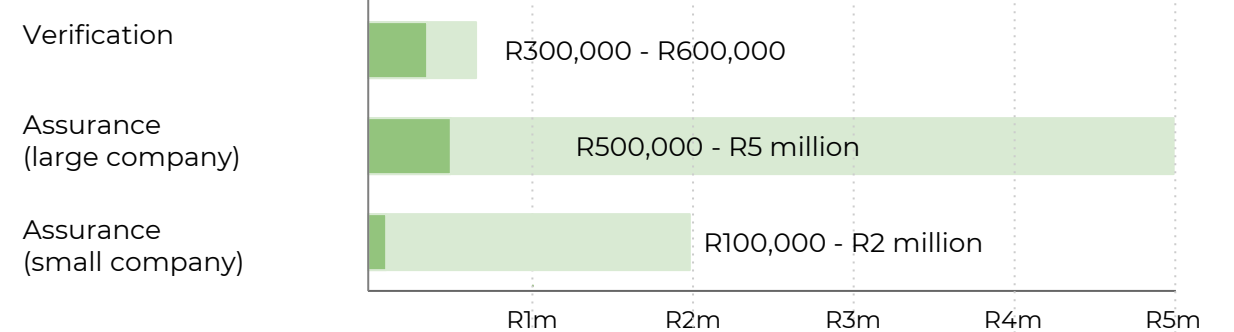 Verification
R300,000 - R600,000
Assurance
(large company)
R500,000 - R5 million
Assurance
(small company)
R100,000 - R2 million
R1m
R2m
R3m
R4m
R5m